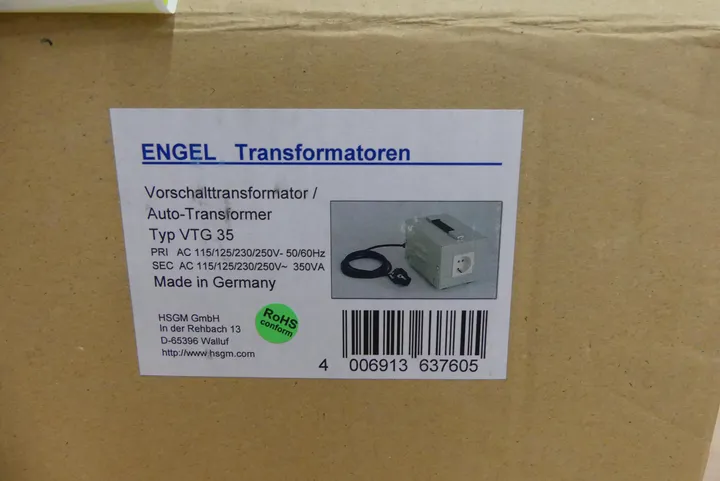 ENGEL Transformatoren
Vorschalttransformator /
Auto-Transformer
Typ VTG 35
PRI AC 115/125/230/250V- 50/60Hz
SEC AC 115/125/230/250V~ 350VA
Made in Germany
HSGM GmbH
In der Rehbach 13
D-65396 Walluf
http://www.hsgm.com
RoHS
conform
4 006913 637605